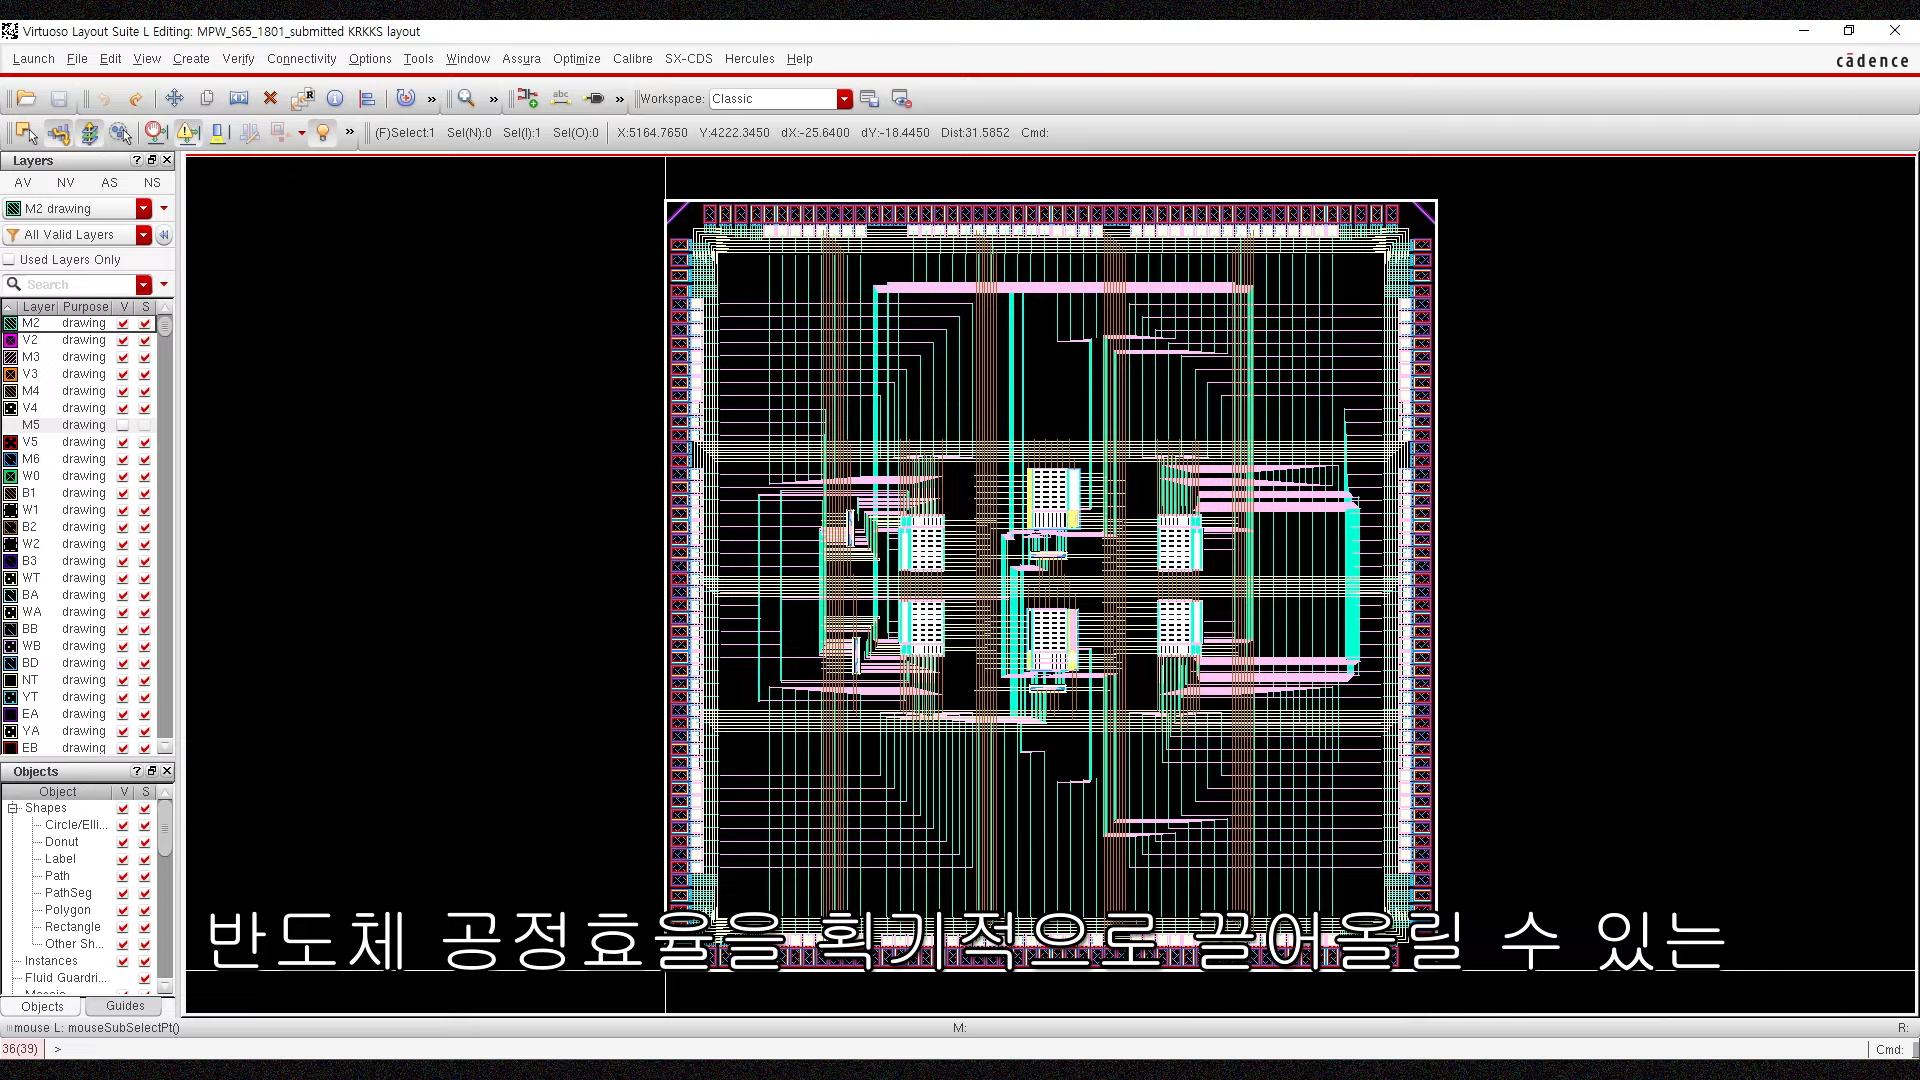 Virtuoso Layout Suite L Editing: MPW_S65_1801_submitted KRKKS layout
Launch File Edit View Create Verify Connectivity Options Tools Window Assura Optimize Calibre SX-CDS Hercules Help
cādence
abc
Workspace: Classic
(F)Select:1 Sel(N):0 Sel(I):1 Sel(O):0 X:5164.7650 Y:4222.3450 dX:-25.6400 dY:-18.4450 Dist:31.5852 Cmd:
Layers
AV NV AS NS
M2 drawing
All Valid Layers
Used Layers Only
Search
Layer Purpose V S
M2 drawing
V2 drawing
M3 drawing
V3 drawing
M4 drawing
V4 drawing
M5 drawing
V5 drawing
M6 drawing
W0 drawing
B1 drawing
W1 drawing
B2 drawing
W2 drawing
B3 drawing
WT drawing
BA drawing
WA drawing
BB drawing
WB drawing
BD drawing
NT drawing
YT drawing
EA drawing
YA drawing
EB drawing
Objects
Object V S
Shapes
Circle/Elli...
Donut
Label
Path
PathSeg
Polygon
Rectangle
Other Sh...
Instances
Fluid Guardri...
Objects Guides
반도체 공정효율을 획기적으로 끌어올릴 수 있는
mouse L: mouseSubSelectPt() M: R:
36(39) > Cmd: